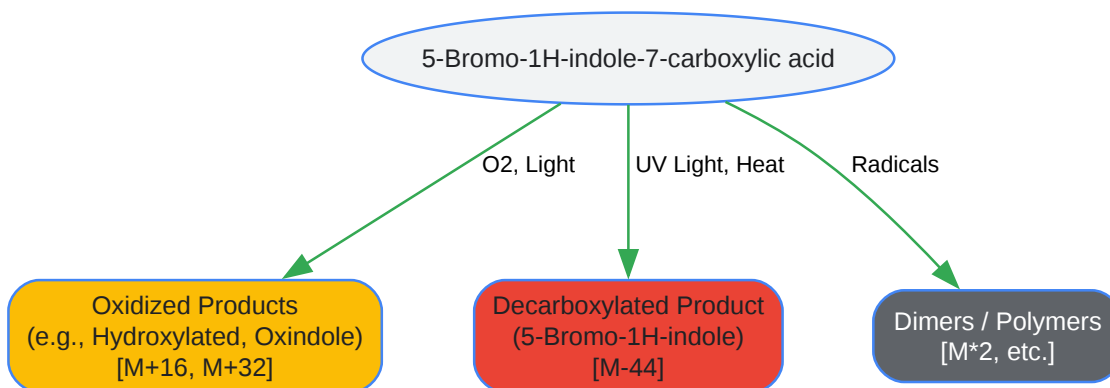 5-Bromo-1H-indole-7-carboxylic acid
O2, Light
UV Light, Heat
Radicals
Oxidized Products
(e.g., Hydroxylated, Oxindole)
[M+16, M+32]
Decarboxylated Product
(5-Bromo-1H-indole)
[M-44]
Dimers / Polymers
[M*2, etc.]